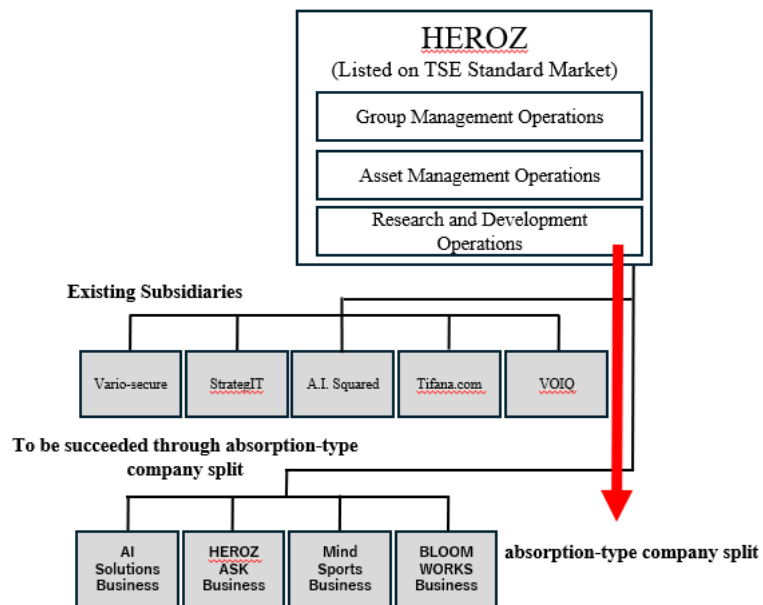 HEROZ
(Listed on TSE Standard Market)
Group Management Operations
Asset Management Operations
Research and Development
Operations
Existing Subsidiaries
Vario-secure
StrategIT
A.I. Squared
Tifana.com
VOIQ
To be succeeded through absorption-type
company split
AI
Solutions
Business
HEROZ
ASK
Business
Mind
Sports
Business
BLOOM
WORKS
Business
absorption-type company split